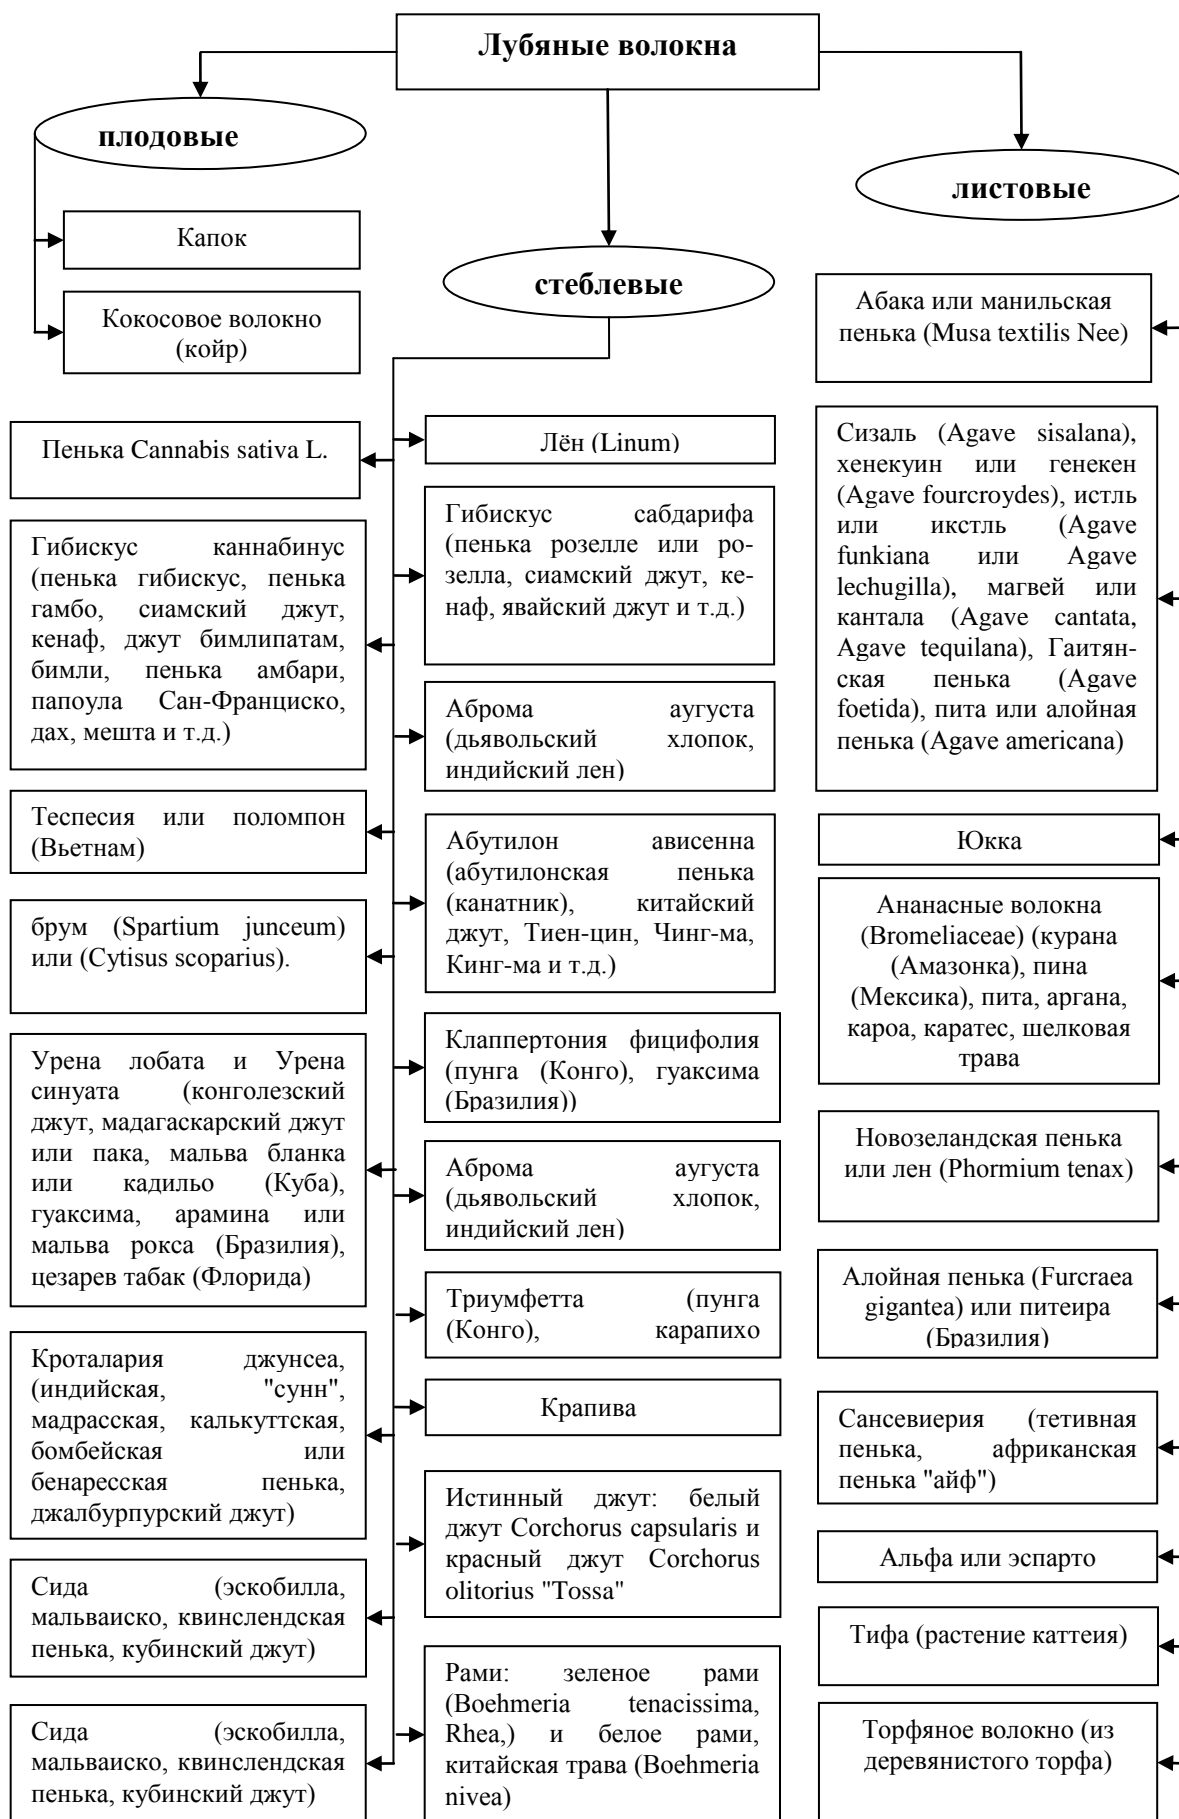 Лубяные волокна
плодовые
Капок
Кокосовое волокно
(койр)
стеблевые
Пенька Cannabis sativa L.
Гибискус каннабинус
(пенька гибискус, пенька
гамбо, сиамский джут,
кенаф, джут бимлипатам,
бимли, пенька амбари,
папоула Сан-Франциско,
дах, мешта и т.д.)
Теспесия или поломпон
(Вьетнам)
брум (Spartium junceum)
или (Cytisus scoparius).
Урена лобата и Урена
синуата (конголезский
джут, мадагаскарский джут
или пака, мальва бланка
или кадильо (Куба),
гуаксима, арамина или
мальва рокса (Бразилия),
цезарев табак (Флорида)
Кроталария джунсеа,
(индийская, "сунн",
мадрасская, калькуттская,
бомбейская или
бенаресская пенька,
джалбурпурский джут)
Сида (эскобилла,
мальваиско, квинслендская
пенька, кубинский джут)
Сида (эскобилла,
мальваиско, квинслендская
пенька, кубинский джут)
Лён (Linum)
Гибискус сабдарифа
(пенька розелле или ро-
зелла, сиамский джут, ке-
наф, явайский джут и т.д.)
Аброма аугуста
(дьявольский хлопок,
индийский лен)
Абутилон ависенна
(абутилонская пенька
(канатник), китайский
джут, Тиен-цин, Чинг-ма,
Кинг-ма и т.д.)
Клаппертония фицифолия
(пунга (Конго), гуаксима
(Бразилия))
Аброма аугуста
(дьявольский хлопок,
индийский лен)
Триумфетта (пунга
(Конго), карапихо
Крапива
Истинный джут: белый
джут Corchorus capsularis и
красный джут Corchorus
olitorius "Tossa"
Рами: зеленое рами
(Boehmeria tenacissima,
Rhea,) и белое рами,
китайская трава (Boehmeria
nivea)
листовые
Абака или манильская
пенька (Musa textilis Nee)
Сизаль (Agave sisalana),
хенекуин или генекен
(Agave fourcroydes), истль
или икстль (Agave
funkiana или Agave
lechugilla), магвей или
кантала (Agave cantata,
Agave tequilana), Гаитян-
ская пенька (Agave
foetida), пита или алойная
пенька (Agave americana)
Юкка
Ананасные волокна
(Bromeliaceae) (курана
(Амазонка), пина
(Мексика), пита, аргана,
кароа, каратес, шелковая
трава
Новозеландская пенька
или лен (Phormium tenax)
Алойная пенька (Furcraea
gigantea) или питеира
(Бразилия)
Сансевиерия (тетивная
пенька, африканская
пенька "айф")
Альфа или эспарто
Тифа (растение каттеия)
Торфяное волокно (из
деревянистого торфа)